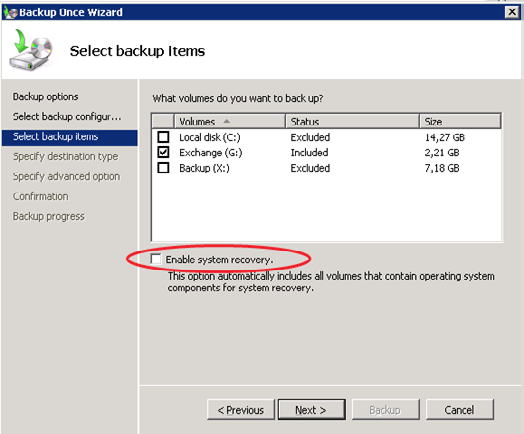 Backup Once Wizard
Select backup items
Backup options
Select backup configur...
Select backup items
Specify destination type
Specify advanced option
Confirmation
Backup progress
What volumes do you want to back up?
Volumes Status Size
Local disk (C:) Excluded 14,27 GB
Exchange (G:) Included 2,21 GB
Backup (X:) Excluded 7,18 GB
Enable system recovery.
This option automatically includes all volumes that contain operating system
components for system recovery.
< Previous Next > Backup Cancel